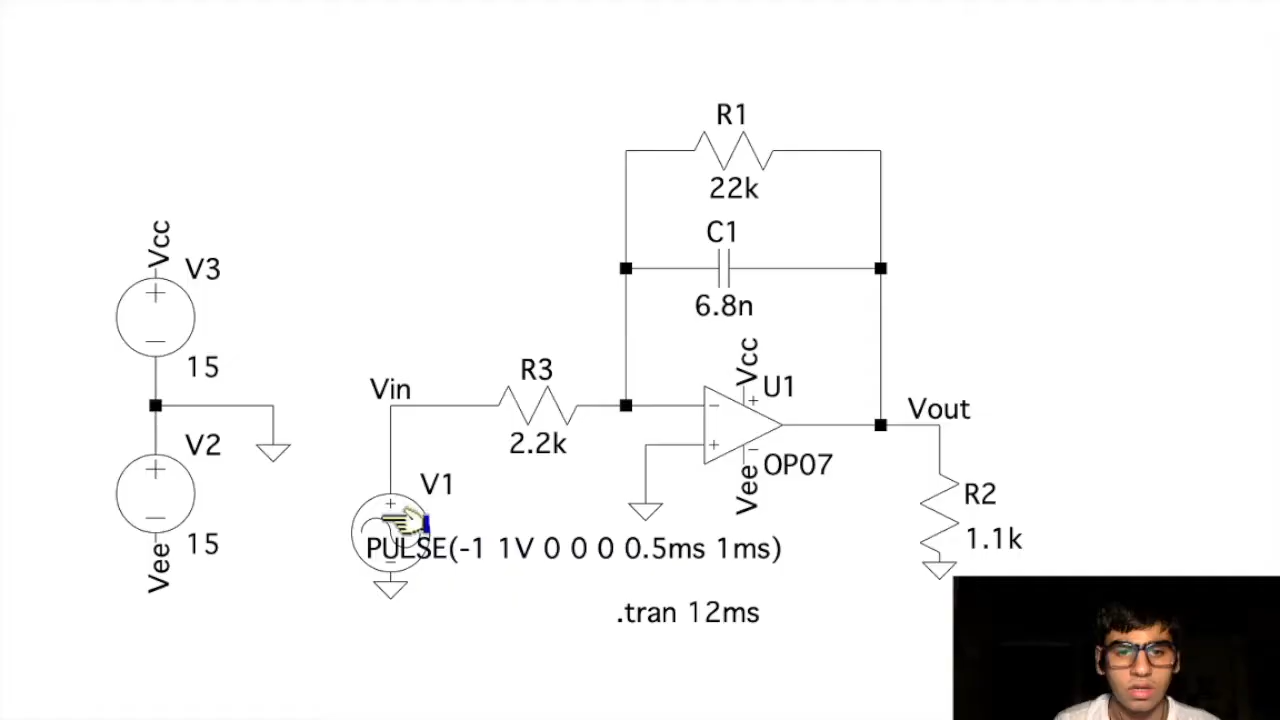 R1
22k
C1
6.8n
Vcc
V3
15
V2
15
Vee
Vin
R3
2.2k
Vcc
U1
OP07
Vee
Vout
R2
1.1k
V1
PULSE(-1 1V 0 0 0 0.5ms 1ms)
.tran 12ms